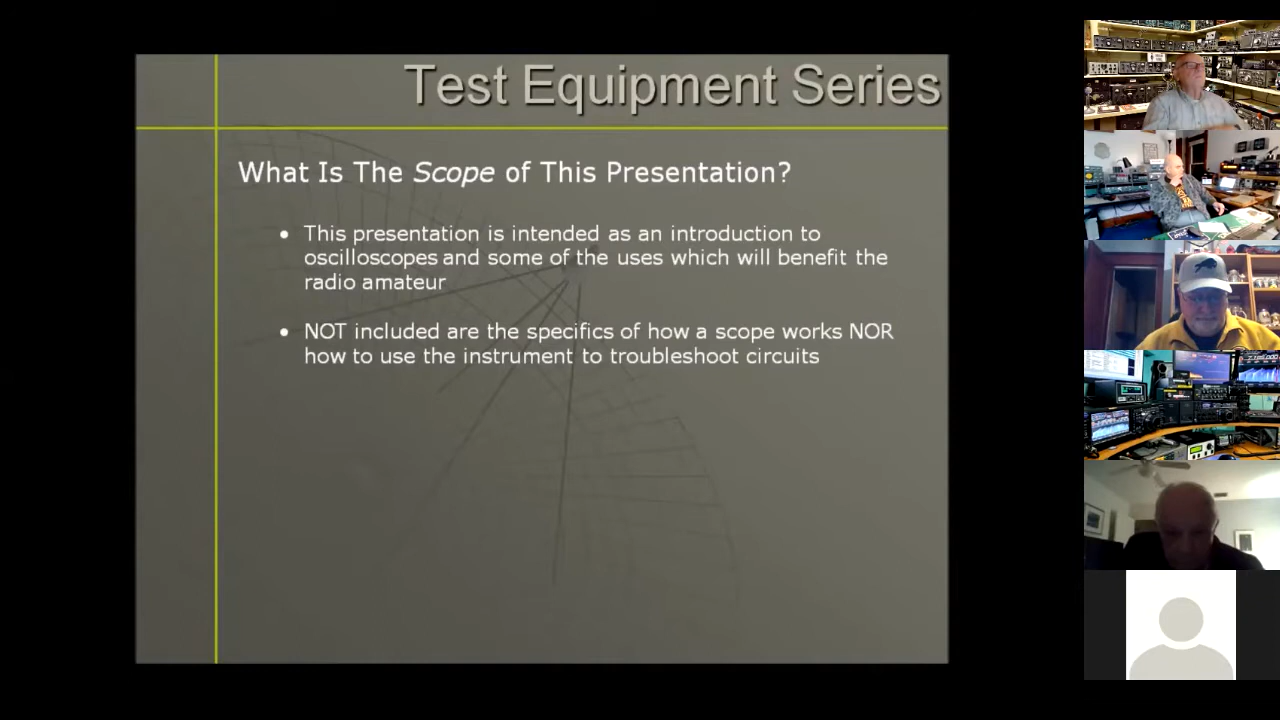 Test Equipment Series
What Is The Scope of This Presentation?
• This presentation is intended as an introduction to
oscilloscopes and some of the uses which will benefit the
radio amateur
• NOT included are the specifics of how a scope works NOR
how to use the instrument to troubleshoot circuits